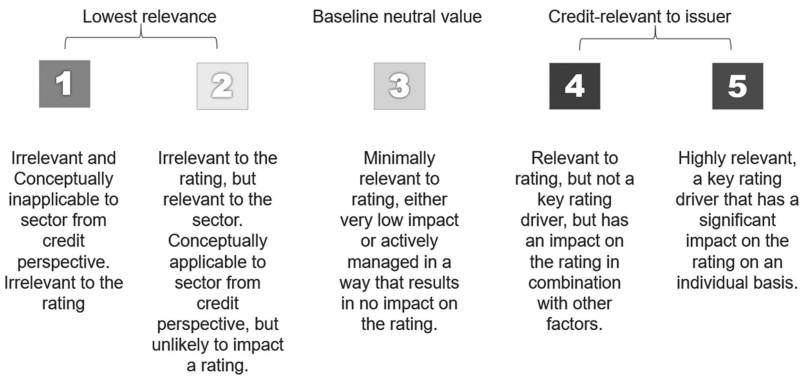 Lowest relevance
Baseline neutral value
Credit-relevant to issuer
1
2
3
4
5
Irrelevant and
Conceptually
inapplicable to
sector from
credit
perspective.
Irrelevant to the
rating
Irrelevant to the
rating, but
relevant to the
sector.
Conceptually
applicable to
sector from
credit
perspective, but
unlikely to impact
a rating.
Minimally
relevant to
rating, either
very low impact
or actively
managed in a
way that results
in no impact on
the rating.
Relevant to
rating, but not a
key rating
driver, but has
an impact on
the rating in
combination
with other
factors.
Highly relevant,
a key rating
driver that has a
significant
impact on the
rating on an
individual basis.